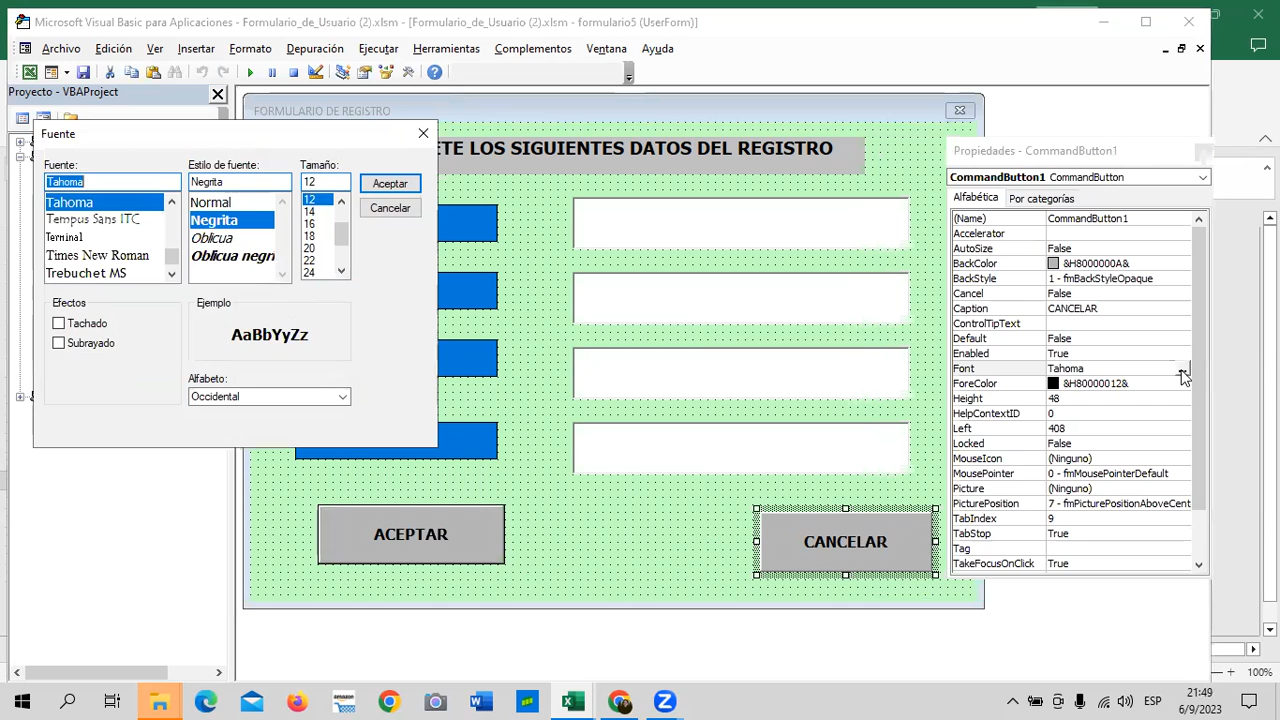 Microsoft Visual Basic para Aplicaciones - Formulario_de_Usuario (2).xlsm - [Formulario_de_Usuario (2).xlsm - formulario5 (UserForm)]
Archivo Edición Ver Insertar Formato Depuración Ejecutar Herramientas Complementos Ventana Ayuda
Proyecto - VBAProject
FORMULARIO DE REGISTRO
ETE LOS SIGUIENTES DATOS DEL REGISTRO
ACEPTAR
CANCELAR
Fuente
Fuente:
Tahoma
Tahoma
Tempus Sans ITC
Terminal
Times New Roman
Trebuchet MS
Estilo de fuente:
Negrita
Normal
Negrita
Oblicua
Oblicua negri
Tamaño:
12
12
14
16
18
20
22
24
Aceptar
Cancelar
Efectos
Tachado
Subrayado
Ejemplo
AaBbYyZz
Alfabeto:
Occidental
Propiedades - CommandButton1
CommandButton1 CommandButton
Alfabética Por categorías
(Name) CommandButton1
Accelerator
AutoSize False
BackColor &H8000000A&
BackStyle 1 - fmBackStyleOpaque
Cancel False
Caption CANCELAR
ControlTipText
Default False
Enabled True
Font Tahoma
ForeColor &H80000012&
Height 48
HelpContextID 0
Left 408
Locked False
MouseIcon (Ninguno)
MousePointer 0 - fmMousePointerDefault
Picture (Ninguno)
PicturePosition 7 - fmPicturePositionAboveCent
TabIndex 9
TabStop True
Tag
TakeFocusOnClick True
100%
ESP
21:49
6/9/2023